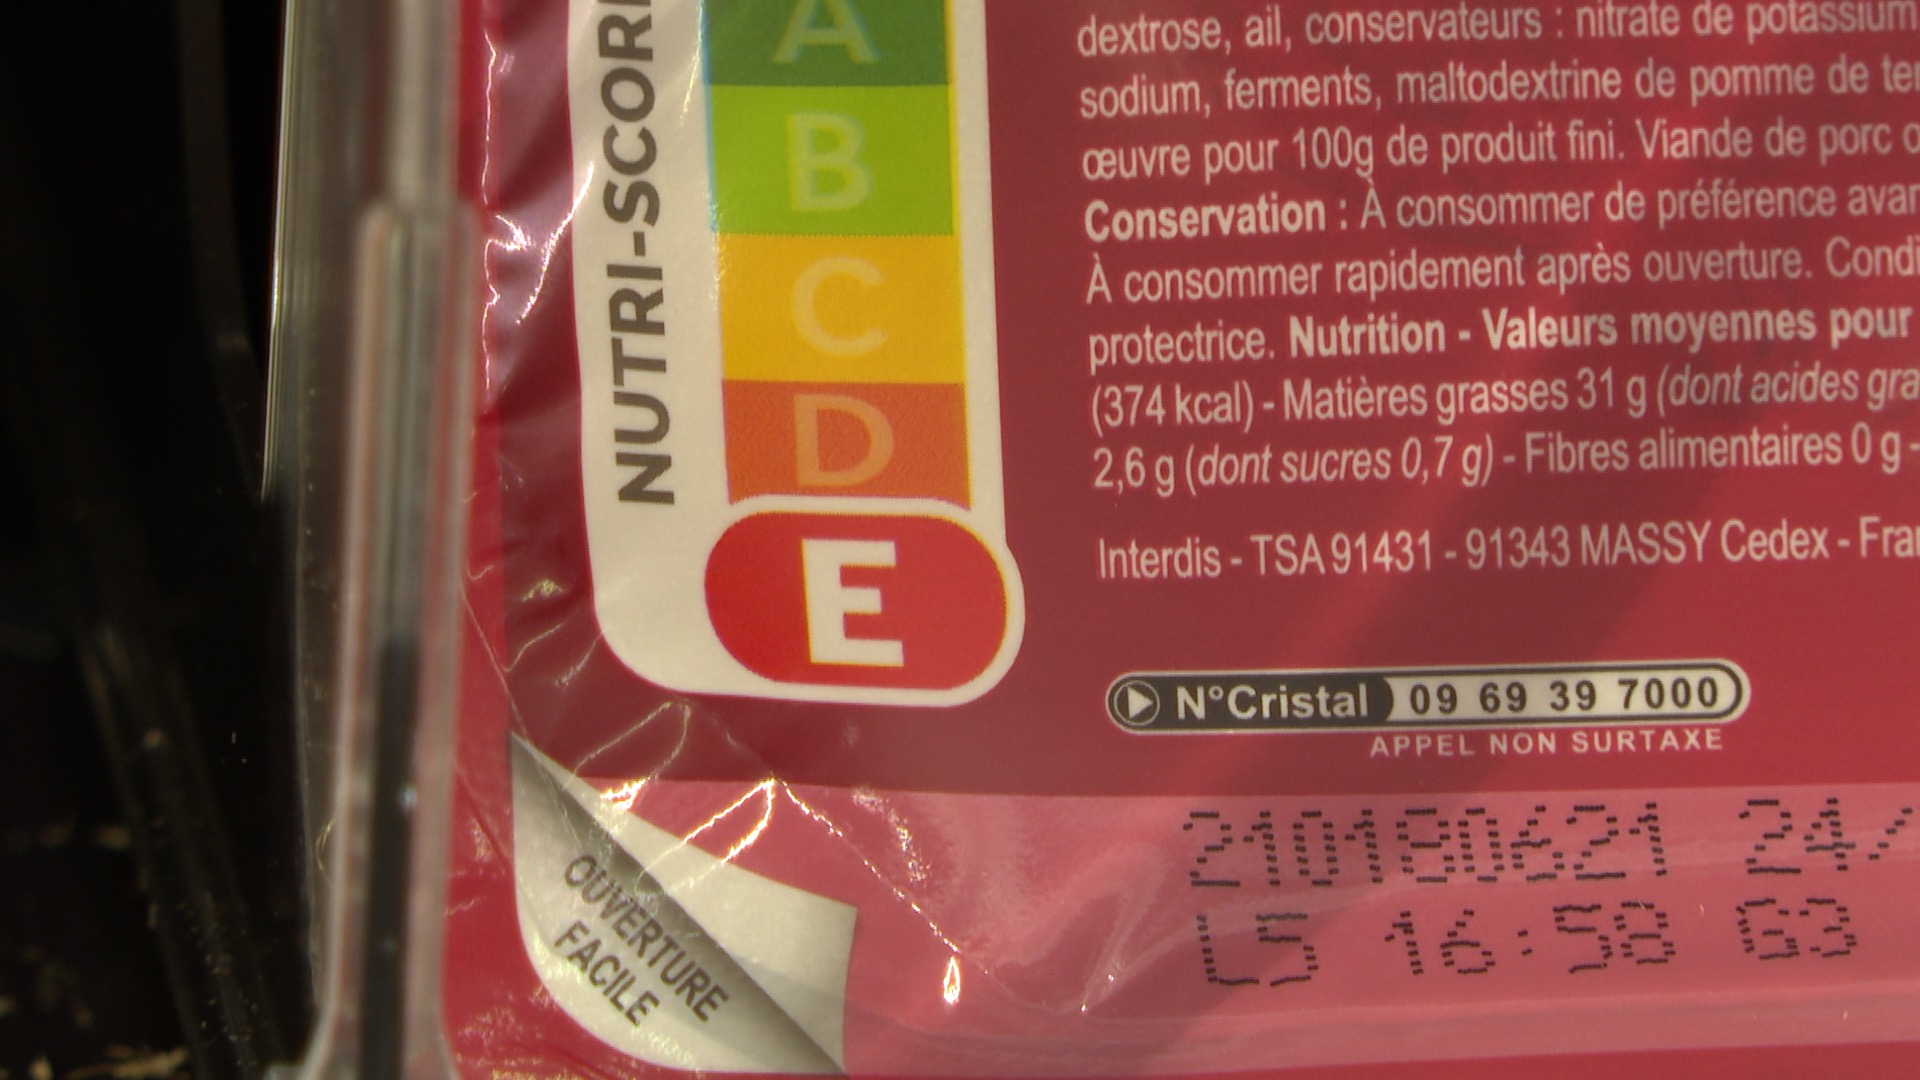 NUTRI-SCORE
A
B
C
D
E
dextrose, ail, conservateurs : nitrate de potassium
sodium, ferments, maltodextrine de pomme de ter
œuvre pour 100g de produit fini. Viande de porc o
Conservation : À consommer de préférence avan
À consommer rapidement après ouverture. Condi
protectrice. Nutrition - Valeurs moyennes pour
(374 kcal) - Matières grasses 31 g (dont acides gra
2,6 g (dont sucres 0,7 g) - Fibres alimentaires 0 g -
Interdis - TSA 91431 - 91343 MASSY Cedex - Fran
N°Cristal 09 69 39 7000
APPEL NON SURTAXE
210180621 24/
L5 16:58 G3
OUVERTURE
FACILE